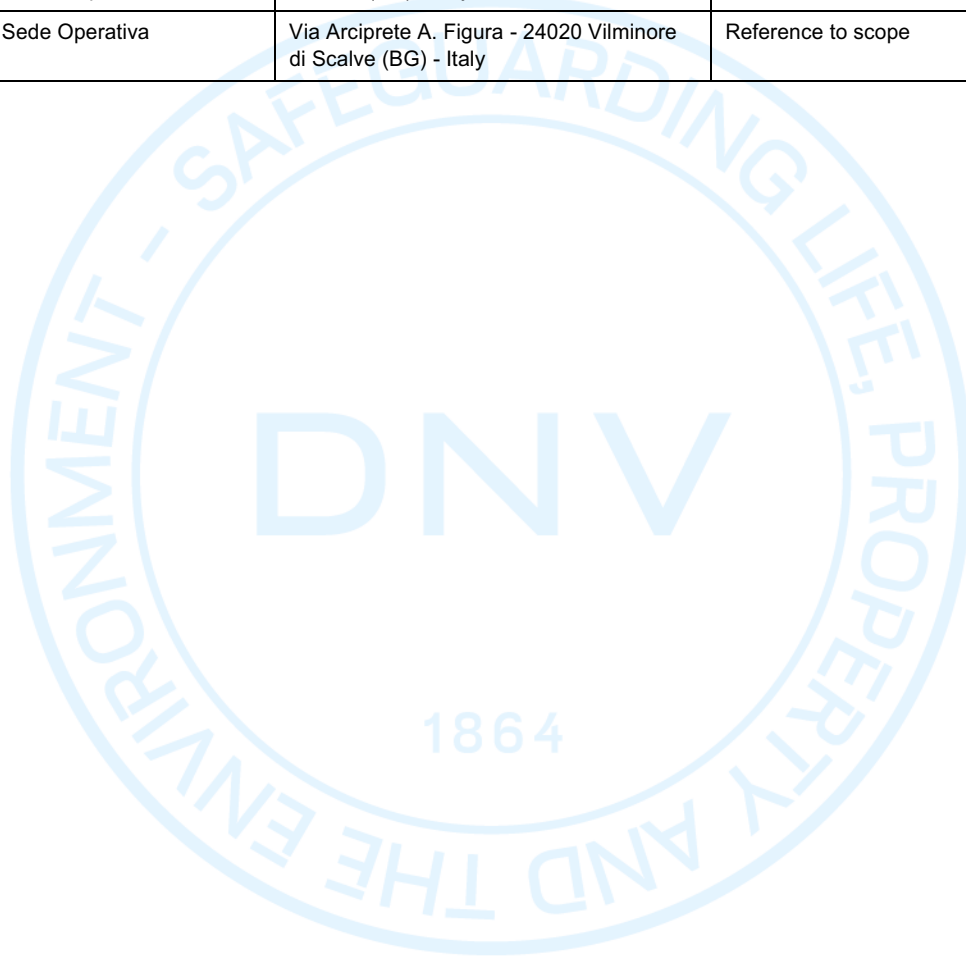 Sede Operativa
Via Arciprete A. Figura - 24020 Vilminore
di Scalve (BG) - Italy
Reference to scope
SAFEGUARDING LIFE, PROPERTY AND THE ENVIRONMENT -
DNV
1864